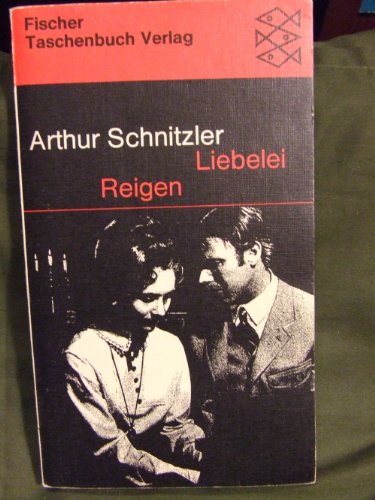 Fischer
Taschenbuch Verlag
Arthur Schnitzler
Liebelei
Reigen